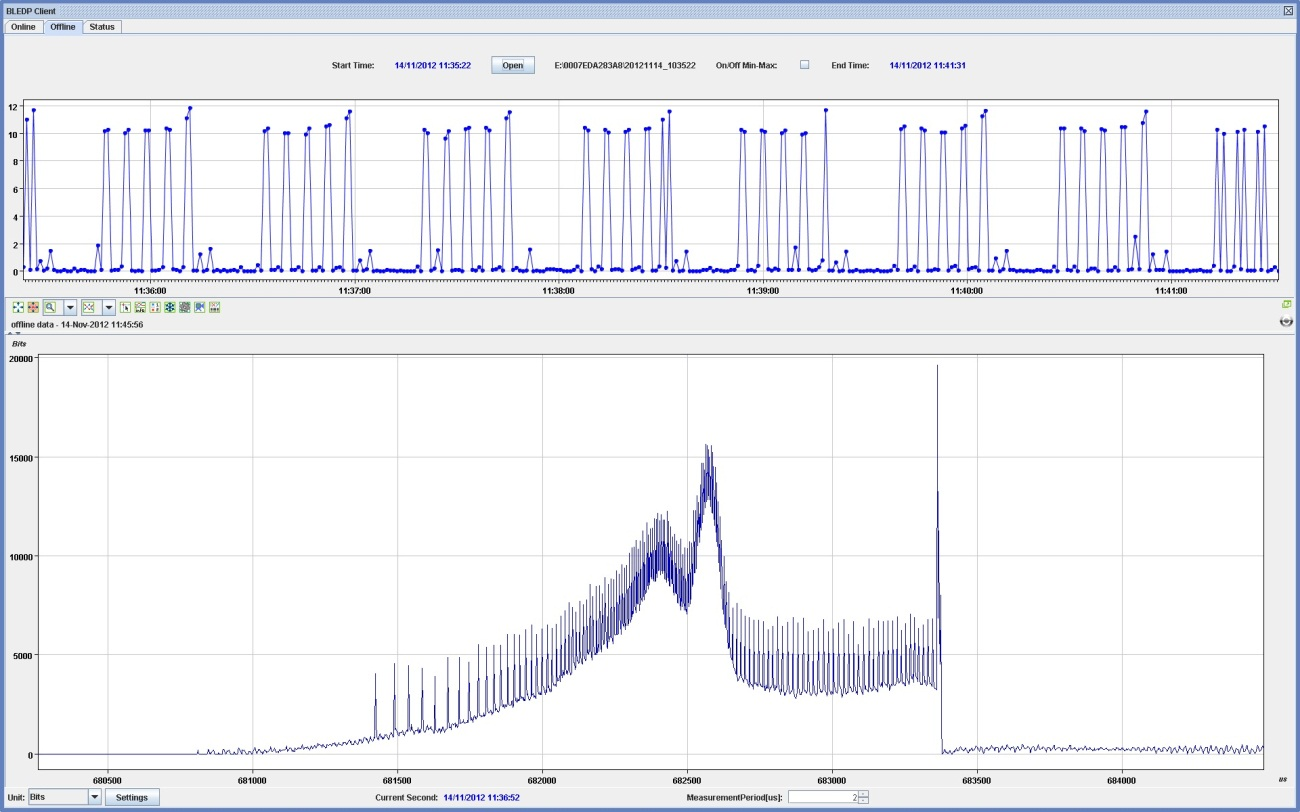 BLEDP Client
Online Offline Status
Start Time: 14/11/2012 11:35:22 Open E:\0007EDA283A8\20121114_103522 On/Off Min-Max: End Time: 14/11/2012 11:41:31
12
10
8
6
4
2
0
11:36:00 11:37:00 11:38:00 11:39:00 11:40:00 11:41:00
offline data - 14-Nov-2012 11:45:56
Bits
20000
15000
10000
5000
0
680500 681000 681500 682000 682500 683000 683500 684000 us
Unit: Bits Settings Current Second: 14/11/2012 11:36:52 MeasurementPeriod[us]: 2